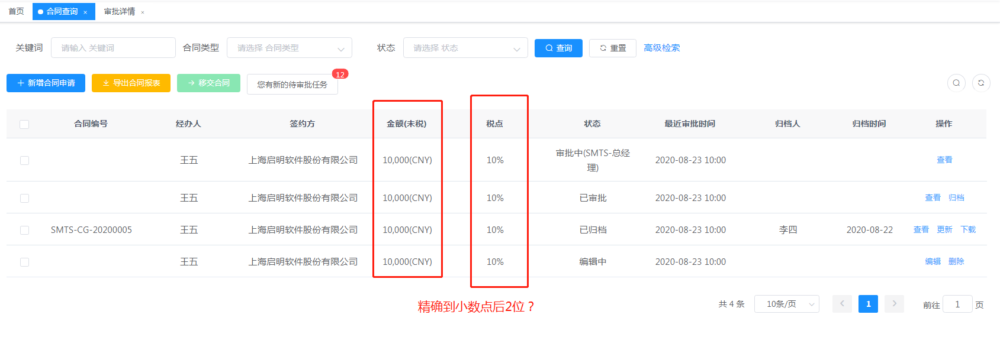 首页 合同查询 × 审批详情 ×
关键词 请输入 关键词 合同类型 请选择 合同类型 状态 请选择 状态 查询 重置 高级检索
+ 新增合同申请 导出合同报表 移交合同 您有新的待审批任务 12
合同编号 经办人 签约方 金额(未税) 税点 状态 最近审批时间 归档人 归档时间 操作
王五 上海启明软件股份有限公司 10,000(CNY) 10% 审批中(SMTS-总经理) 2020-08-23 10:00 查看
王五 上海启明软件股份有限公司 10,000(CNY) 10% 已审批 2020-08-23 10:00 查看 归档
SMTS-CG-20200005 王五 上海启明软件股份有限公司 10,000(CNY) 10% 已归档 2020-08-23 10:00 李四 2020-08-22 查看 更新 下载
王五 上海启明软件股份有限公司 10,000(CNY) 10% 编辑中 2020-08-23 10:00 编辑 删除
精确到小数点后2位？
共 4 条 10条/页 1 前往 1 页